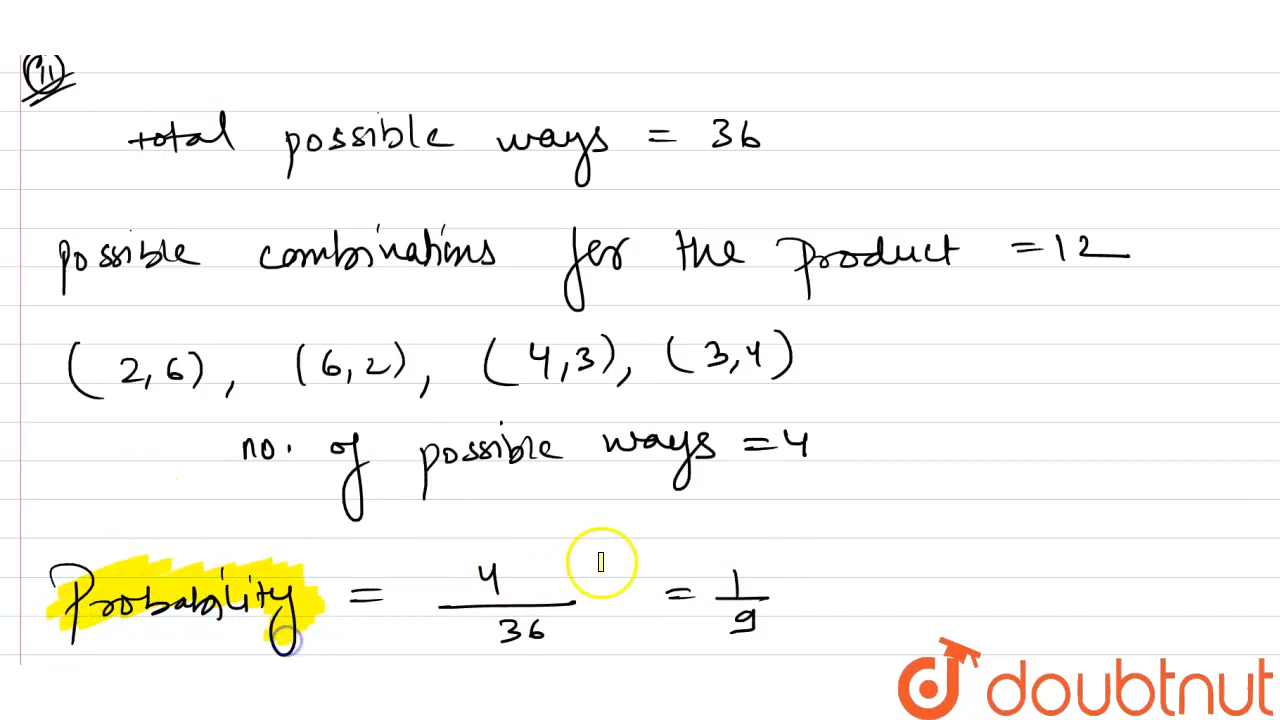 (11)
total possible ways = 36
possible combinations for the product = 12
(2,6), (6,2), (4,3), (3,4)
no. of possible ways = 4
Probability = 4/36 = 1/9
doubtnut